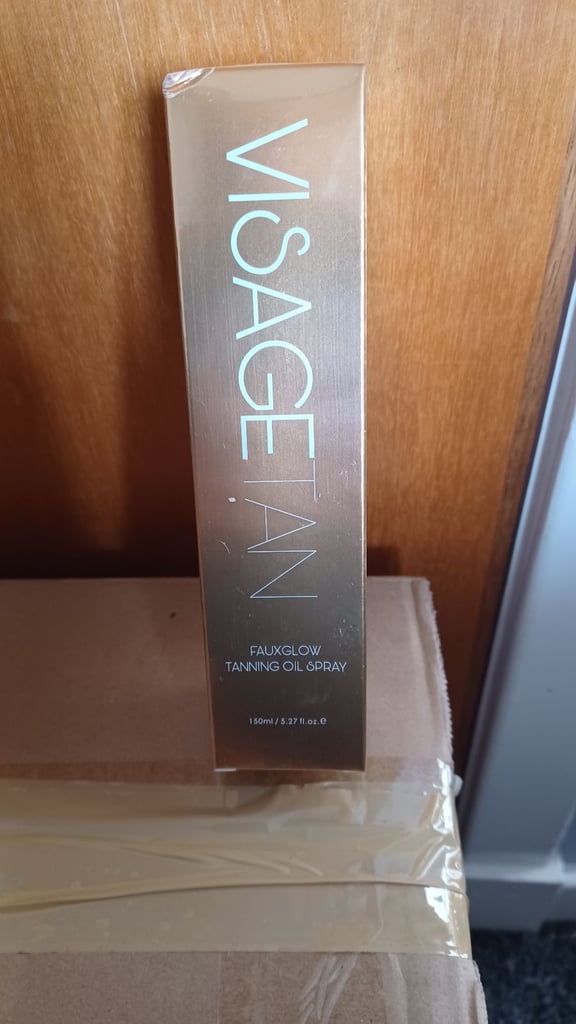 VISAGETAN
FAUXGLOW
TANNING OIL SPRAY
150ml / 5.27 fl.oz.e